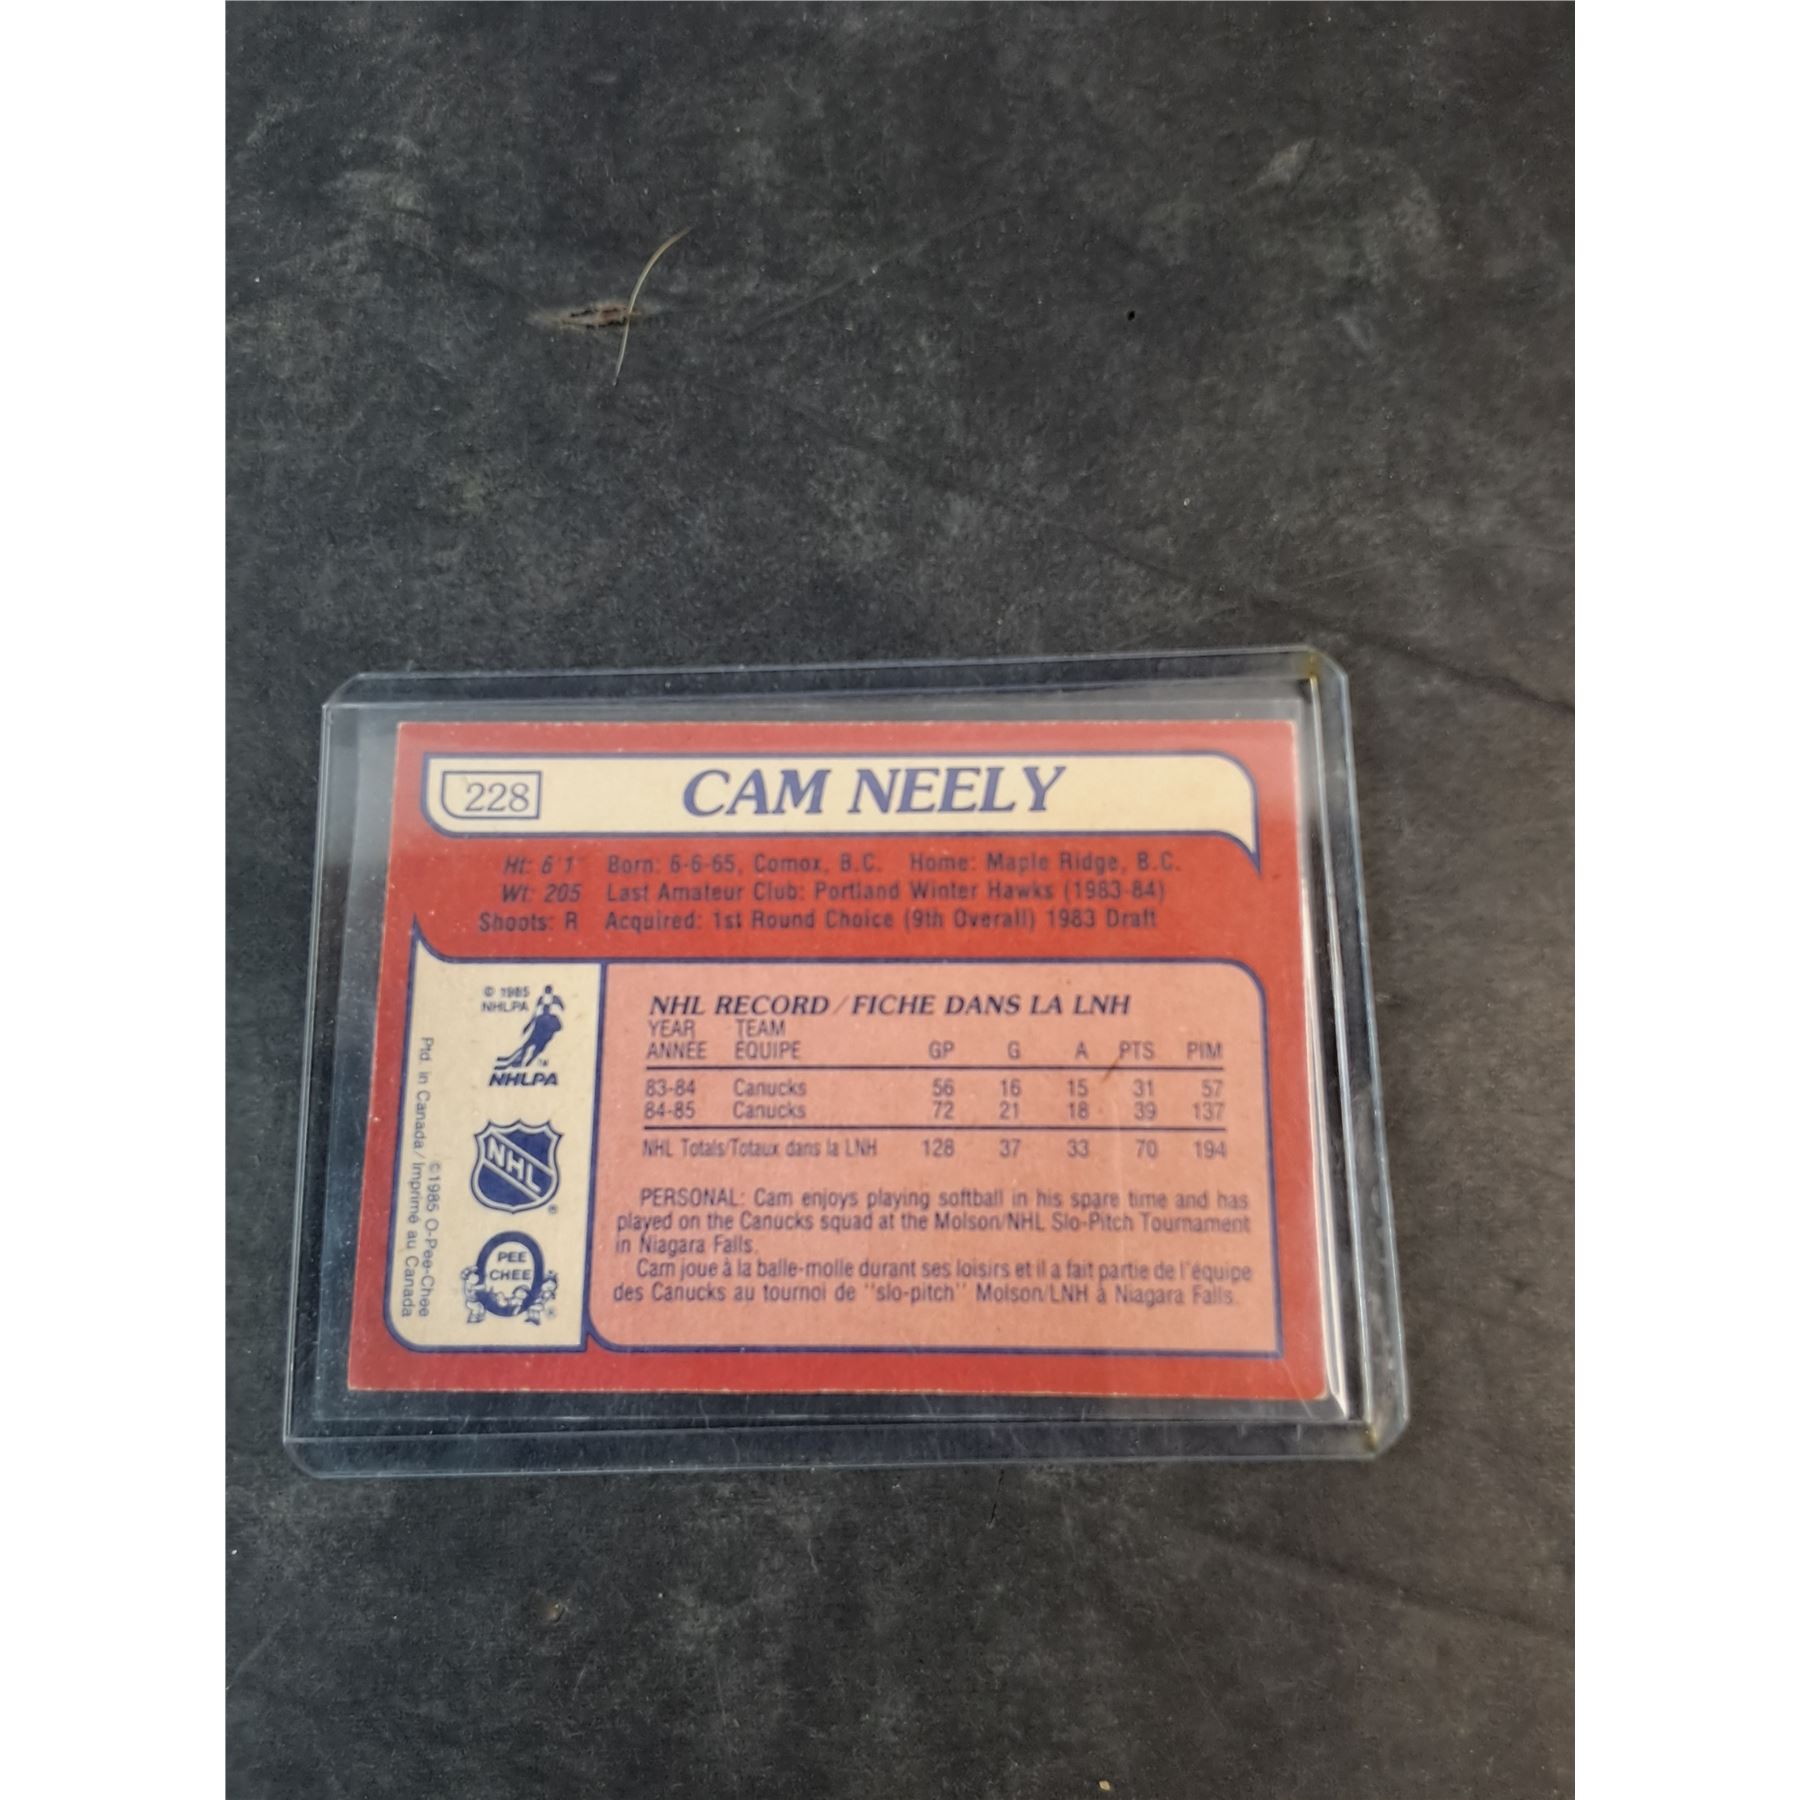 228
CAM NEELY
Ht: 6'1" Born: 6-6-65, Comox, B.C. Home: Maple Ridge, B.C.
Wt: 205 Last Amateur Club: Portland Winter Hawks (1983-84)
Shoots: R Acquired: 1st Round Choice (9th Overall) 1983 Draft
© 1985
NHLPA
TM
NHLPA
NHL
®
PEE
CHEE
®
©1985 O-Pee-Chee
Ptd. in Canada / Imprimé au Canada
NHL RECORD / FICHE DANS LA LNH
YEAR TEAM
ANNÉE ÉQUIPE GP G A PTS PIM
83-84 Canucks 56 16 15 31 57
84-85 Canucks 72 21 18 39 137
NHL Totals/Totaux dans la LNH 128 37 33 70 194
PERSONAL: Cam enjoys playing softball in his spare time and has
played on the Canucks squad at the Molson/NHL Slo-Pitch Tournament
in Niagara Falls.
Cam joue à la balle-molle durant ses loisirs et il a fait partie de l'équipe
des Canucks au tournoi de "slo-pitch" Molson/LNH à Niagara Falls.